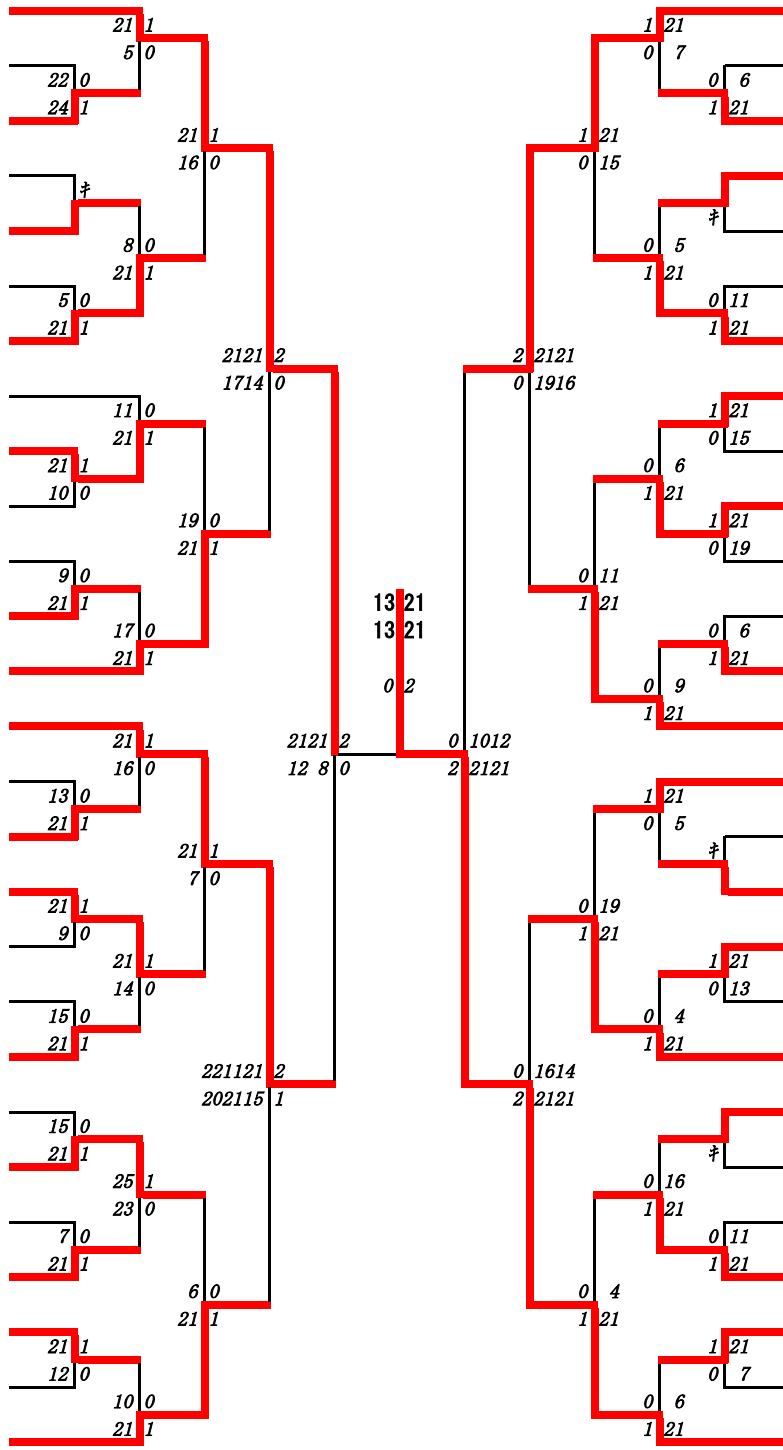 21 1 1 21
5 0 0 7
22 0 0 6
24 1 1 21
21 1 1 21
16 0 0 15
ｷ
ｷ
8 0 0 5
21 1 1 21
5 0 0 11
21 1 1 21
2121 2 2 2121
1714 0 0 1916
11 0 1 21
21 1 0 15
21 1 0 6
10 0 1 21
19 0 1 21
21 1 0 19
9 0 0 11
21 1 1 21
13 21
13 21
17 0 0 6
21 1 1 21
0 2 0 9
1 21
21 1 2121 2 0 1012
16 0 12 8 0 2 2121
13 0 1 21
21 1 0 5
21 1 ｷ
7 0
21 1 0 19
9 0 1 21
21 1 1 21
14 0 0 13
15 0 0 4
21 1 1 21
221121 2 0 1614
202115 1 2 2121
15 0
21 1 ｷ
25 1 0 16
23 0 1 21
7 0 0 11
21 1 1 21
6 0 0 4
21 1 1 21
21 1 1 21
12 0 0 7
10 0 0 6
21 1 1 21